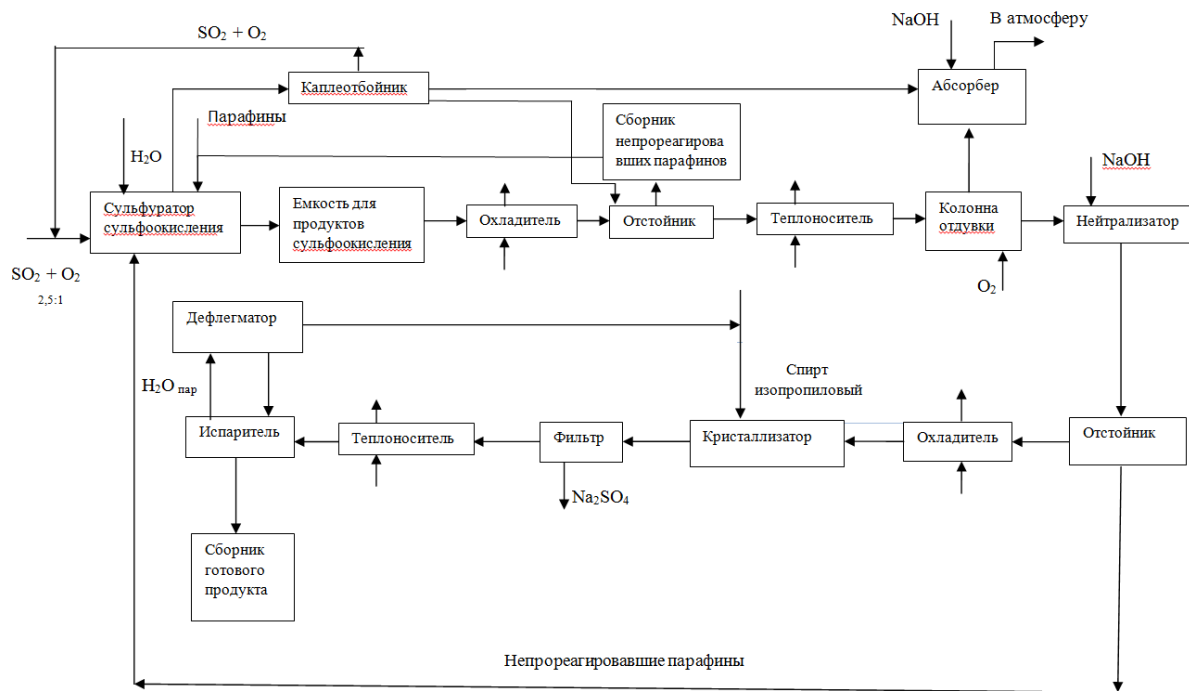 SO₂ + O₂
NaOH
В атмосферу
Каплеотбойник
Абсорбер
Парафины
Сборник
непрореагирова
вших парафинов
H₂O
NaOH
Сульфуратор
сульфоокисления
Емкость для
продуктов
сульфоокисления
Охладитель
Отстойник
Теплоноситель
Колонна
отдувки
Нейтрализатор
SO₂ + O₂
2,5:1
O₂
Дефлегматор
H₂O пар
Спирт
изопропиловый
Испаритель
Теплоноситель
Фильтр
Кристаллизатор
Охладитель
Отстойник
Na₂SO₄
Сборник
готового
продукта
Непрореагировавшие парафины